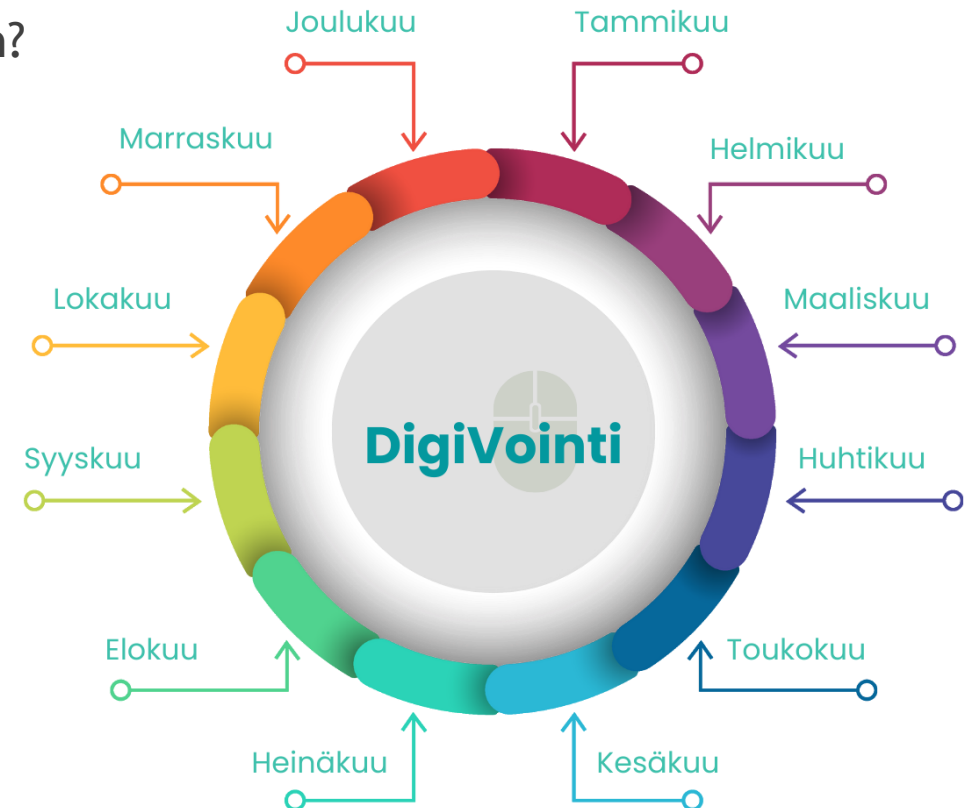 Joulukuu
Tammikuu
Marraskuu
Helmikuu
Lokakuu
Maaliskuu
DigiVointi
Syyskuu
Huhtikuu
Elokuu
Toukokuu
Heinäkuu
Kesäkuu